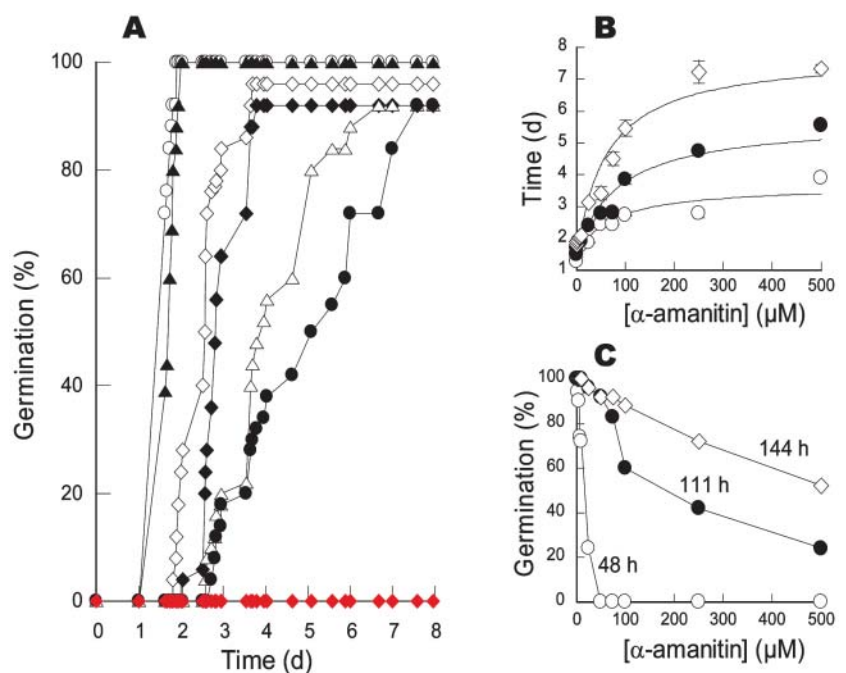 A
100
80
60
40
20
0
Germination (%)
0 1 2 3 4 5 6 7 8
Time (d)
B
8
7
6
5
4
3
2
1
Time (d)
0 100 200 300 400 500
[α-amanitin] (µM)
C
100
80
60
40
20
0
Germination (%)
144 h
111 h
48 h
0 100 200 300 400 500
[α-amanitin] (µM)